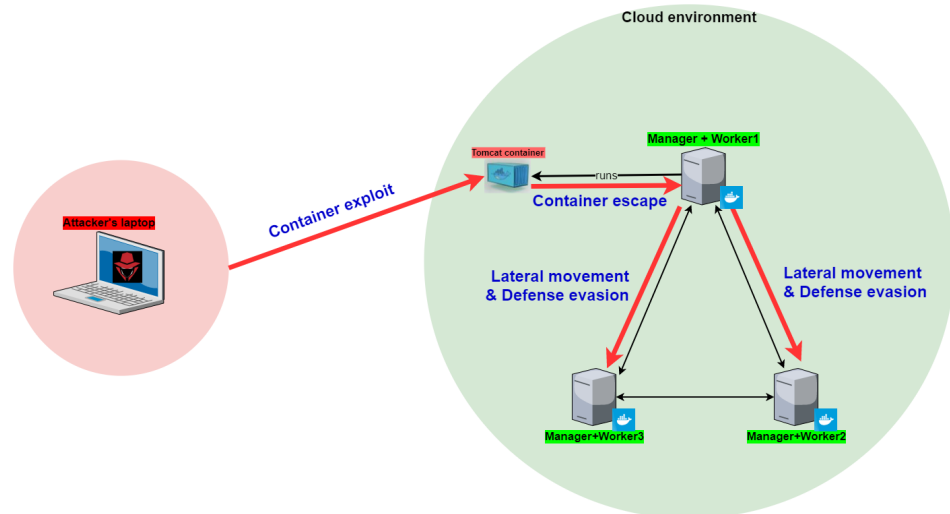 Cloud environment
Manager + Worker1
Tomcat container
runs
Container escape
Container exploit
Attacker's laptop
Lateral movement
& Defense evasion
Lateral movement
& Defense evasion
Manager+Worker3
Manager+Worker2